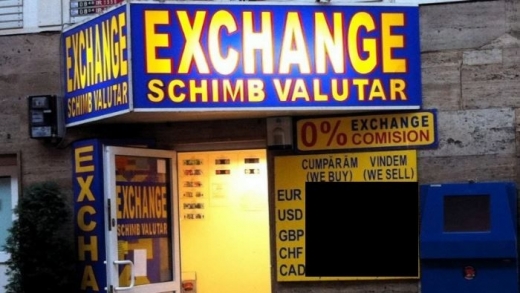 EXCHANGE
SCHIMB VALUTAR
EXCHANGE
SCHIMB VALUTAR
0% EXCHANGE
COMISION
CUMPĂRĂM VINDEM
(WE BUY) (WE SELL)
EUR
USD
GBP
CHF
CAD
EXCHA
EXCHANGE
SCHIMB VALUTAR